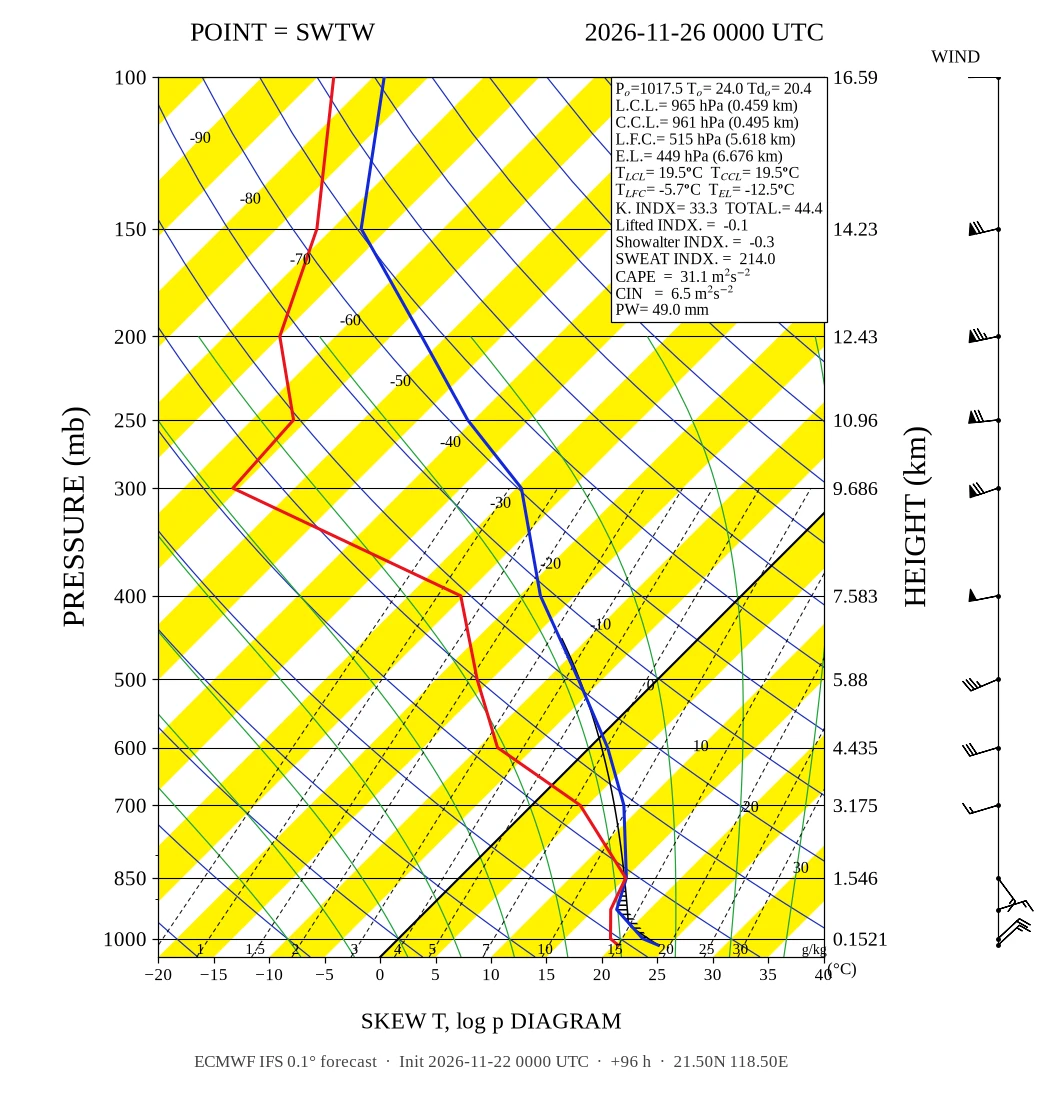 POINT = SWTW
2026-11-26 0000 UTC
WIND
100
16.59
Pₒ=1017.5 Tₒ= 24.0 Tdₒ= 20.4
L.C.L.= 965 hPa (0.459 km)
C.C.L.= 961 hPa (0.495 km)
L.F.C.= 515 hPa (5.618 km)
E.L.= 449 hPa (6.676 km)
T_LCL= 19.5°C T_CCL= 19.5°C
T_LFC= -5.7°C T_EL= -12.5°C
K. INDX= 33.3 TOTAL.= 44.4
Lifted INDX. = -0.1
Showalter INDX. = -0.3
SWEAT INDX. = 214.0
CAPE = 31.1 m²s⁻²
CIN = 6.5 m²s⁻²
PW= 49.0 mm
-90
-80
150
14.23
-70
-60
200
12.43
-50
250
10.96
-40
300
9.686
-30
-20
400
7.583
-10
500
5.88
0
600
4.435
10
700
3.175
20
850
1.546
30
1000
0.1521
PRESSURE (mb)
HEIGHT (km)
1 1.5 2 3 4 5 7 10 15 20 25 30 g/kg
−20 −15 −10 −5 0 5 10 15 20 25 30 35 40 (°C)
SKEW T, log p DIAGRAM
ECMWF IFS 0.1° forecast · Init 2026-11-22 0000 UTC · +96 h · 21.50N 118.50E